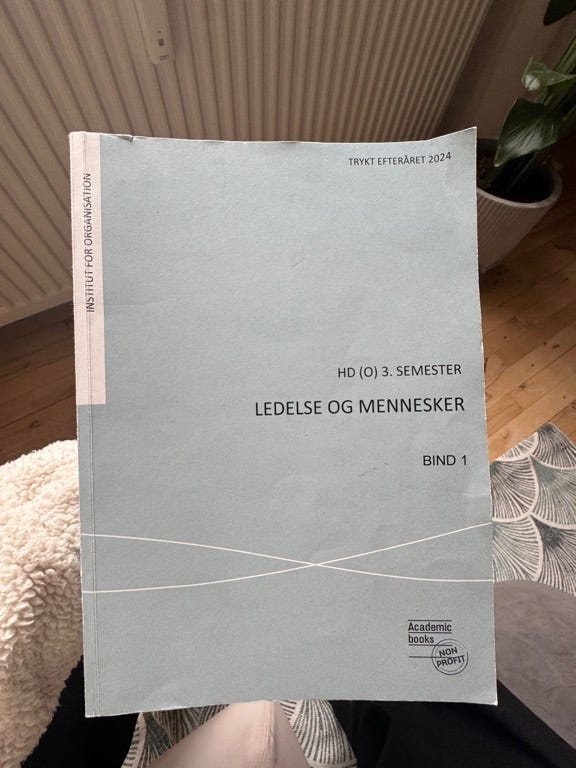 TRYKT EFTERÅRET 2024
INSTITUT FOR ORGANISATION
HD (O) 3. SEMESTER
LEDELSE OG MENNESKER
BIND 1
Academic
books
NON
PROFIT